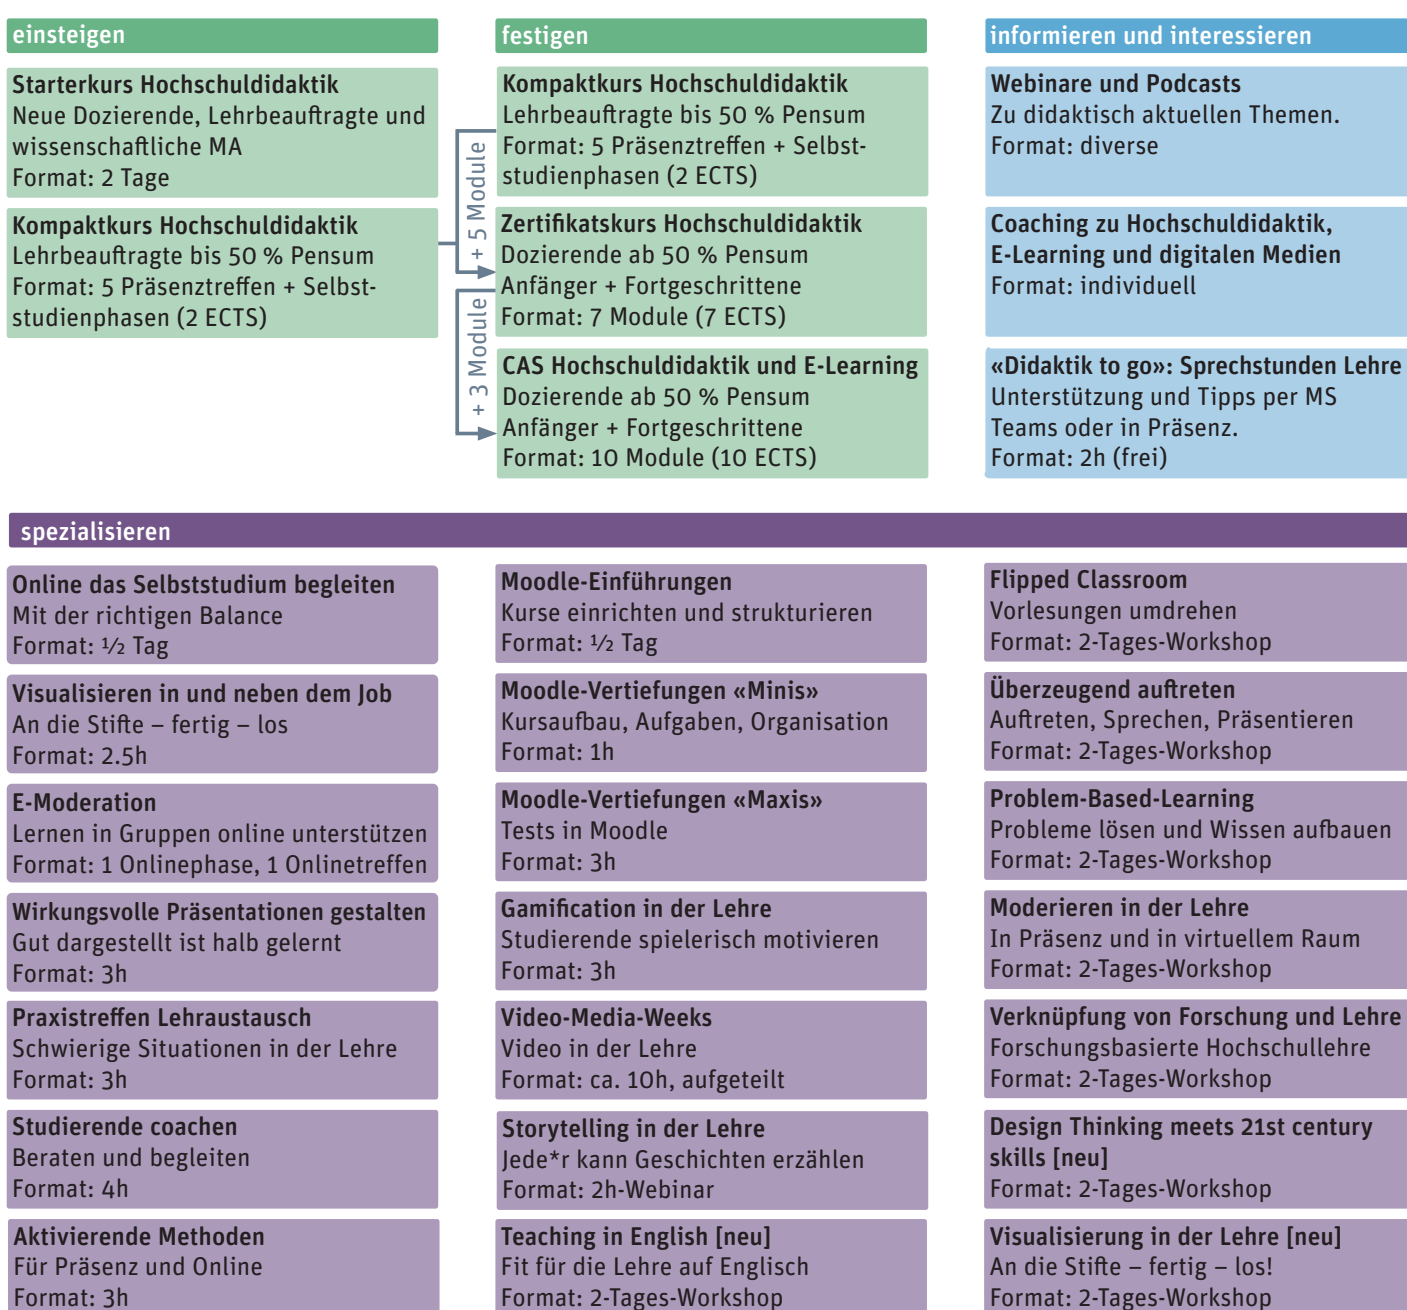 einsteigen
Starterkurs Hochschuldidaktik
Neue Dozierende, Lehrbeauftragte und
wissenschaftliche MA
Format: 2 Tage
Kompaktkurs Hochschuldidaktik
Lehrbeauftragte bis 50 % Pensum
Format: 5 Präsenztreffen + Selbst-
studienphasen (2 ECTS)
+ 5 Module
+ 3 Module
festigen
Kompaktkurs Hochschuldidaktik
Lehrbeauftragte bis 50 % Pensum
Format: 5 Präsenztreffen + Selbst-
studienphasen (2 ECTS)
Zertifikatskurs Hochschuldidaktik
Dozierende ab 50 % Pensum
Anfänger + Fortgeschrittene
Format: 7 Module (7 ECTS)
CAS Hochschuldidaktik und E-Learning
Dozierende ab 50 % Pensum
Anfänger + Fortgeschrittene
Format: 10 Module (10 ECTS)
informieren und interessieren
Webinare und Podcasts
Zu didaktisch aktuellen Themen.
Format: diverse
Coaching zu Hochschuldidaktik,
E-Learning und digitalen Medien
Format: individuell
«Didaktik to go»: Sprechstunden Lehre
Unterstützung und Tipps per MS
Teams oder in Präsenz.
Format: 2h (frei)
spezialisieren
Online das Selbststudium begleiten
Mit der richtigen Balance
Format: ½ Tag
Visualisieren in und neben dem Job
An die Stifte – fertig – los
Format: 2.5h
E-Moderation
Lernen in Gruppen online unterstützen
Format: 1 Onlinephase, 1 Onlinetreffen
Wirkungsvolle Präsentationen gestalten
Gut dargestellt ist halb gelernt
Format: 3h
Praxistreffen Lehraustausch
Schwierige Situationen in der Lehre
Format: 3h
Studierende coachen
Beraten und begleiten
Format: 4h
Aktivierende Methoden
Für Präsenz und Online
Format: 3h
Moodle-Einführungen
Kurse einrichten und strukturieren
Format: ½ Tag
Moodle-Vertiefungen «Minis»
Kursaufbau, Aufgaben, Organisation
Format: 1h
Moodle-Vertiefungen «Maxis»
Tests in Moodle
Format: 3h
Gamification in der Lehre
Studierende spielerisch motivieren
Format: 3h
Video-Media-Weeks
Video in der Lehre
Format: ca. 10h, aufgeteilt
Storytelling in der Lehre
Jede*r kann Geschichten erzählen
Format: 2h-Webinar
Teaching in English [neu]
Fit für die Lehre auf Englisch
Format: 2-Tages-Workshop
Flipped Classroom
Vorlesungen umdrehen
Format: 2-Tages-Workshop
Überzeugend auftreten
Auftreten, Sprechen, Präsentieren
Format: 2-Tages-Workshop
Problem-Based-Learning
Probleme lösen und Wissen aufbauen
Format: 2-Tages-Workshop
Moderieren in der Lehre
In Präsenz und in virtuellem Raum
Format: 2-Tages-Workshop
Verknüpfung von Forschung und Lehre
Forschungsbasierte Hochschullehre
Format: 2-Tages-Workshop
Design Thinking meets 21st century
skills [neu]
Format: 2-Tages-Workshop
Visualisierung in der Lehre [neu]
An die Stifte – fertig – los!
Format: 2-Tages-Workshop